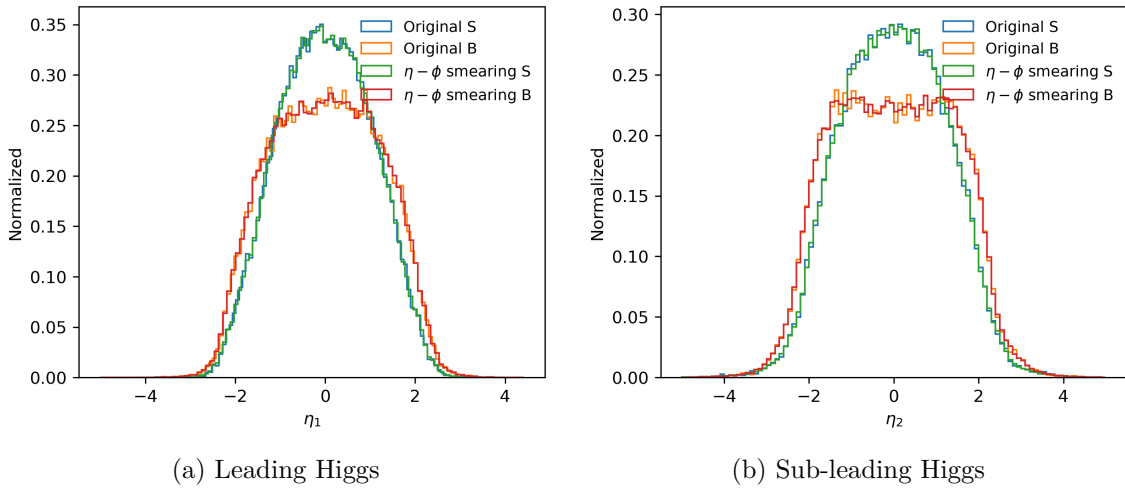 0.35
0.30
0.25
0.20
0.15
0.10
0.05
0.00
Normalized
−4 −2 0 2 4
η1
Original S
Original B
η − ϕ smearing S
η − ϕ smearing B
(a) Leading Higgs
0.30
0.25
0.20
0.15
0.10
0.05
0.00
Normalized
−4 −2 0 2 4
η2
Original S
Original B
η − ϕ smearing S
η − ϕ smearing B
(b) Sub-leading Higgs